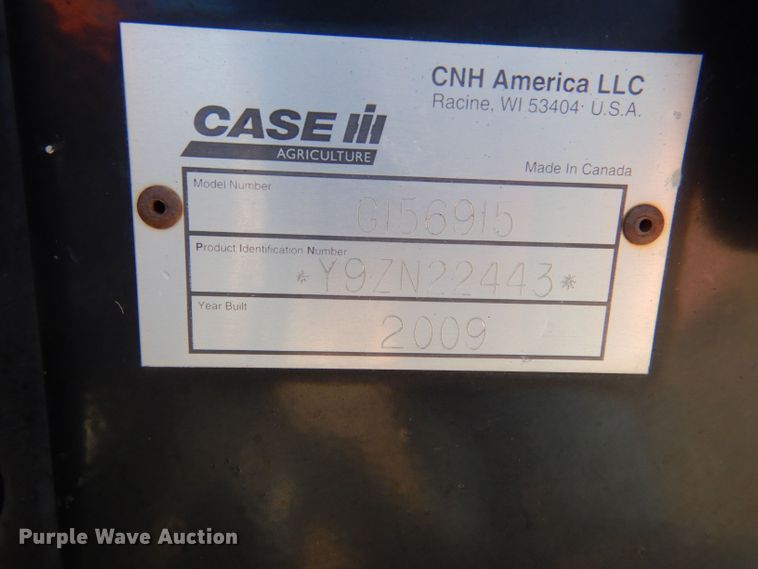 CNH America LLC
Racine, WI 53404 U.S.A.
CASE IH
AGRICULTURE
Made In Canada
Model Number
G156915
Product Identification Number
*Y9ZN22443*
Year Built
2009
Purple Wave Auction